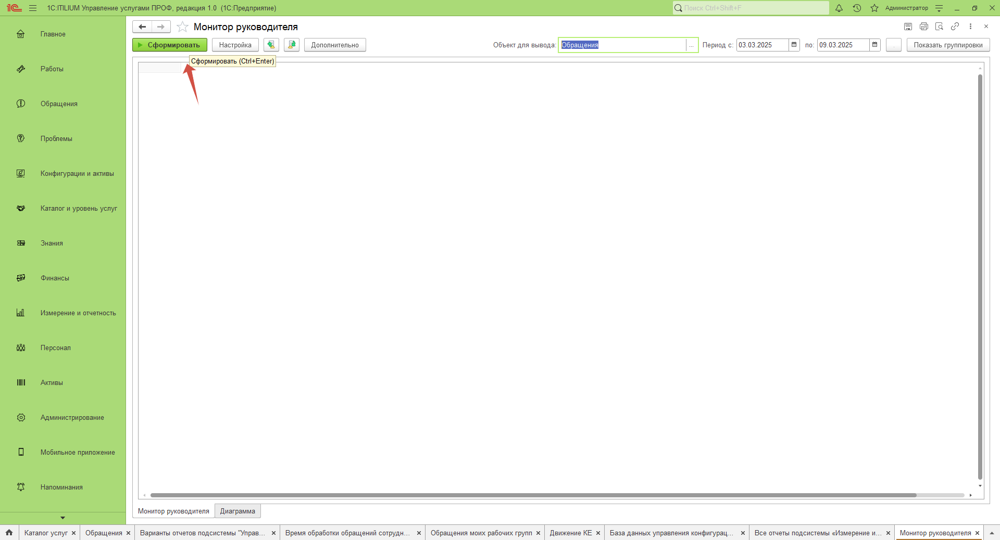 1С:ITILIUM Управление услугами ПРОФ, редакция 1.0 (1С:Предприятие)
Поиск Ctrl+Shift+F
Администратор
Главное
Работы
Обращения
Проблемы
Конфигурации и активы
Каталог и уровень услуг
Знания
Финансы
Измерение и отчетность
Персонал
Активы
Администрирование
Мобильное приложение
Напоминания
Монитор руководителя
Сформировать
Настройка
Дополнительно
Объект для вывода: Обращения ...
Период с: 03.03.2025 по: 09.03.2025 .
Показать группировки
Сформировать (Ctrl+Enter)
Монитор руководителя
Диаграмма
Каталог услуг
Обращения
Варианты отчетов подсистемы "Управ...
Время обработки обращений сотрудн...
Обращения моих рабочих групп
Движение КЕ
База данных управления конфигурац...
Все отчеты подсистемы «Измерение и...
Монитор руководителя